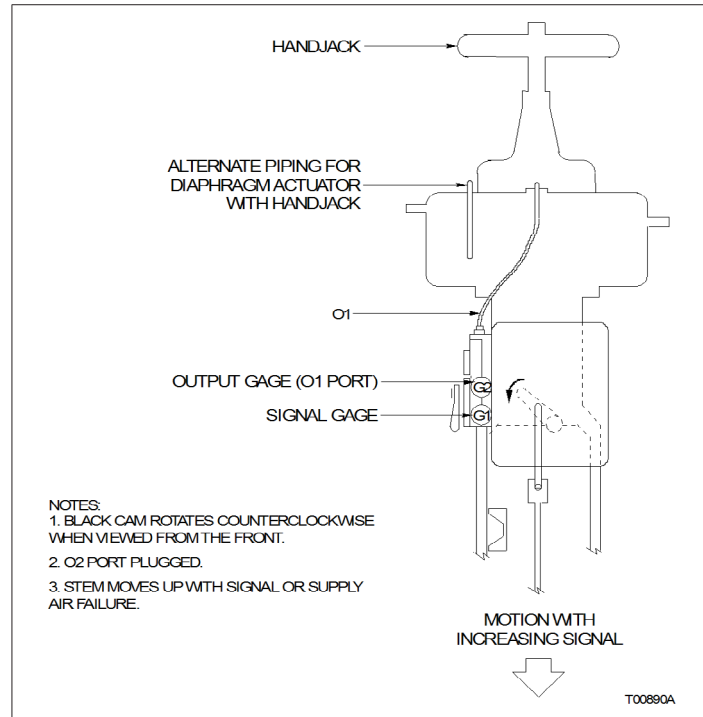 HANDJACK
ALTERNATE PIPING FOR
DIAPHRAGM ACTUATOR
WITH HANDJACK
O1
OUTPUT GAGE (O1 PORT)
G2
SIGNAL GAGE
G1
NOTES:
1. BLACK CAM ROTATES COUNTERCLOCKWISE
WHEN VIEWED FROM THE FRONT.
2. O2 PORT PLUGGED.
3. STEM MOVES UP WITH SIGNAL OR SUPPLY
AIR FAILURE.
MOTION WITH
INCREASING SIGNAL
T00890A